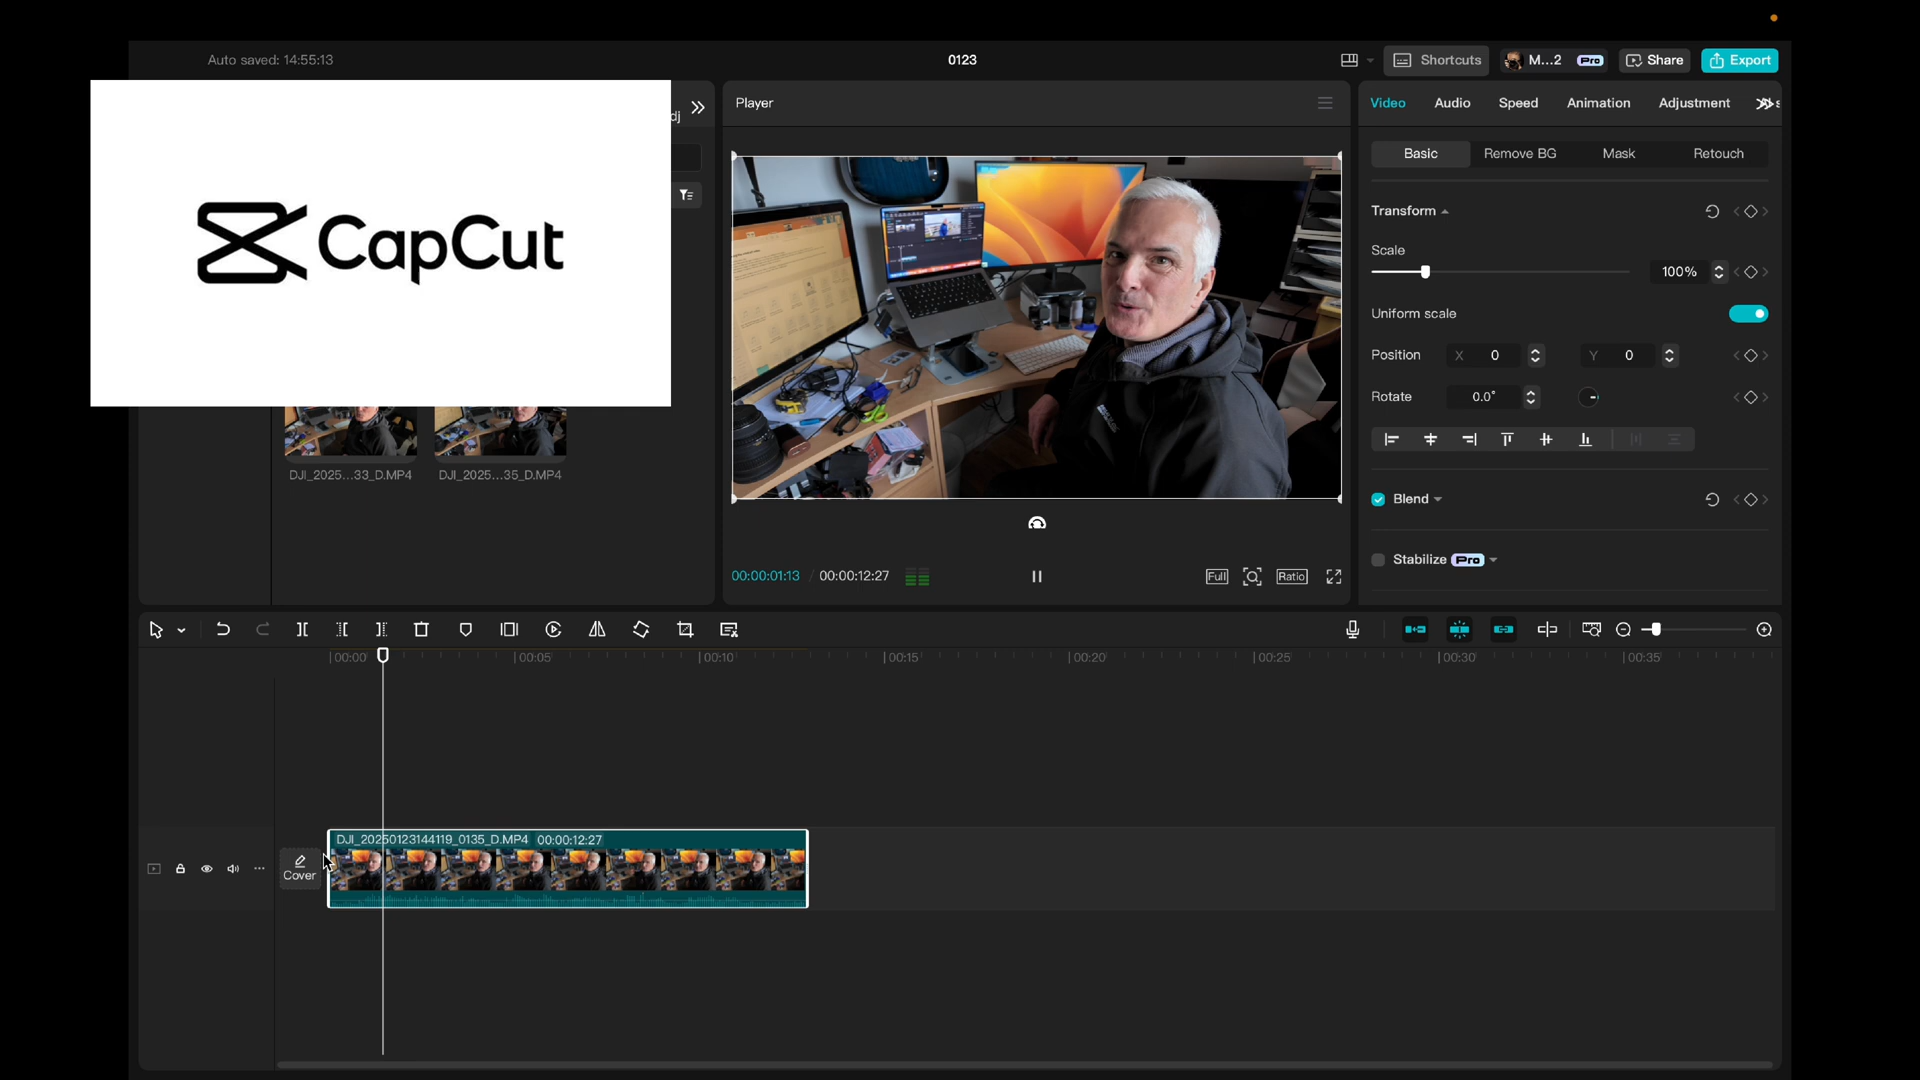 Auto saved: 14:55:13
0123
Shortcuts
M...2
Pro
Share
Export
CapCut
dj
Player
Video
Audio
Speed
Animation
Adjustment
Basic
Remove BG
Mask
Retouch
Transform
Scale
100%
Uniform scale
Position
X
0
Y
0
Rotate
0.0°
Blend
Stabilize
Pro
DJI_2025...33_D.MP4
DJI_2025...35_D.MP4
00:00:01:13 / 00:00:12:27
Full
Ratio
00:00
00:05
00:10
00:15
00:20
00:25
00:30
00:35
DJI_20250123144119_0135_D.MP4 00:00:12:27
Cover